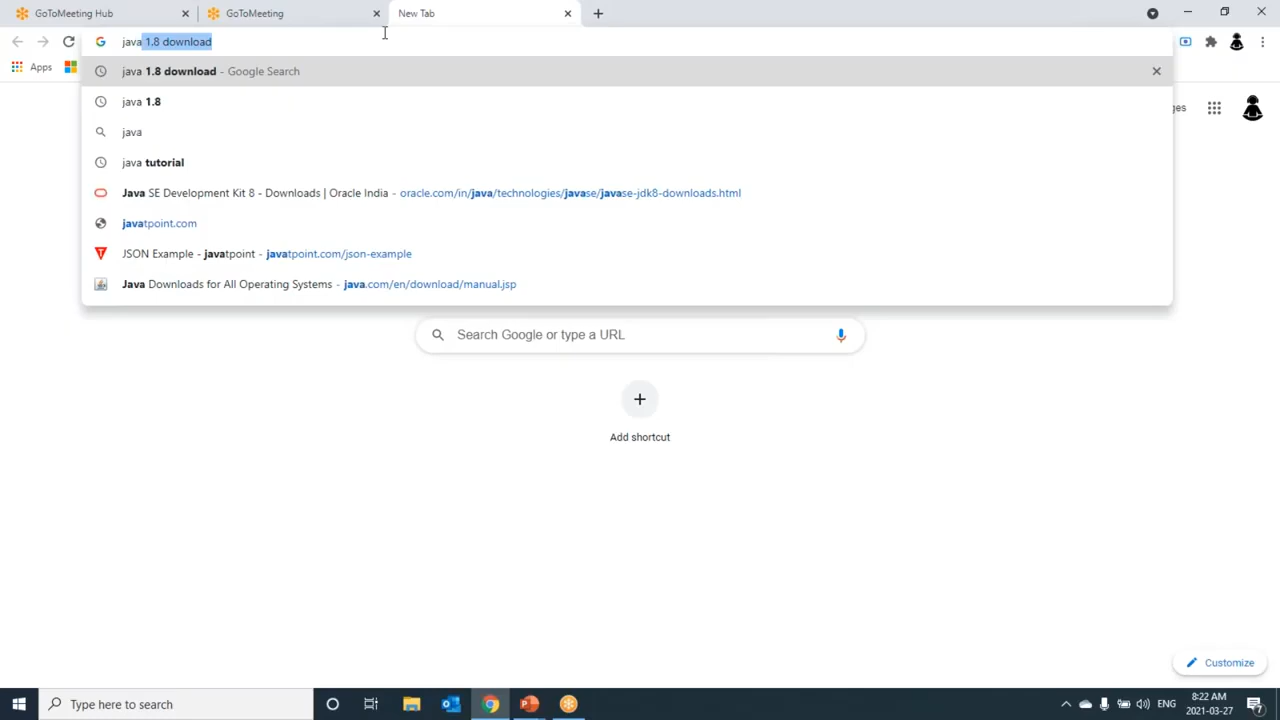 GoToMeeting Hub
GoToMeeting
New Tab
java 1.8 download
Apps
java 1.8 download - Google Search
java 1.8
java
java tutorial
Java SE Development Kit 8 - Downloads | Oracle India - oracle.com/in/java/technologies/javase/javase-jdk8-downloads.html
javatpoint.com
JSON Example - javatpoint - javatpoint.com/json-example
Java Downloads for All Operating Systems - java.com/en/download/manual.jsp
Search Google or type a URL
Add shortcut
Customize
Type here to search
ENG
8:22 AM
2021-03-27